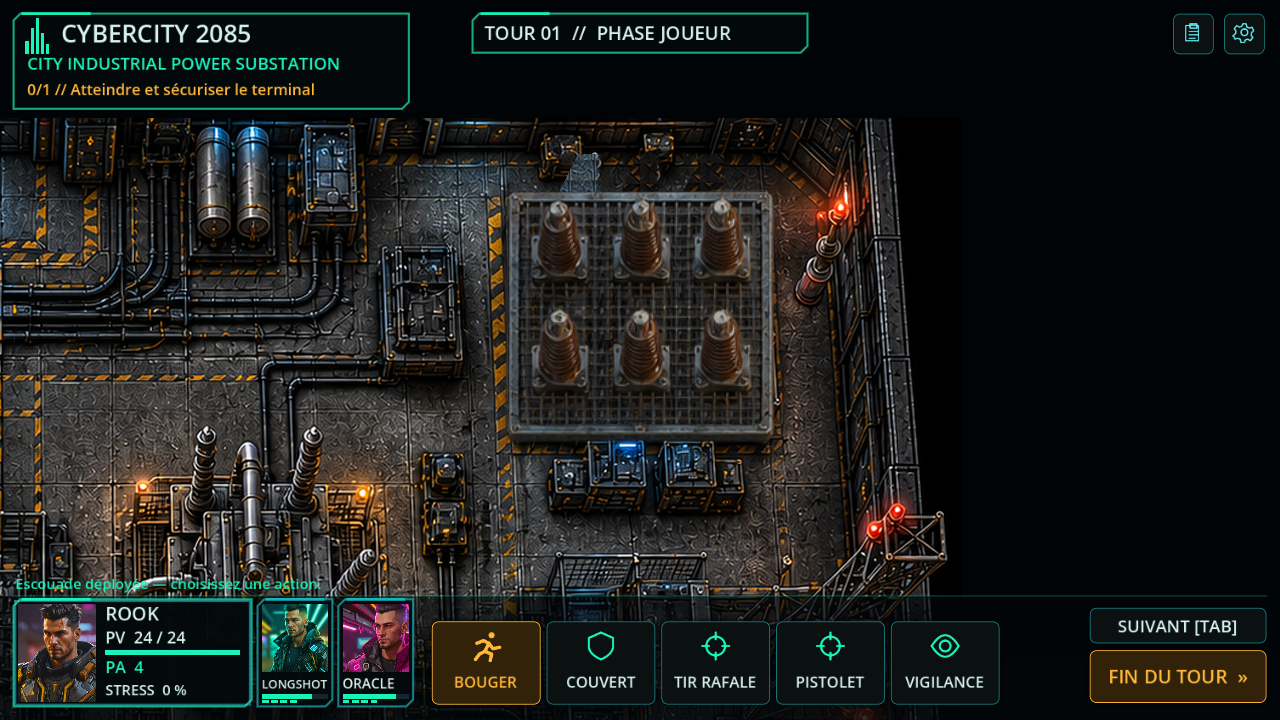 CYBERCITY 2085
CITY INDUSTRIAL POWER SUBSTATION
0/1 // Atteindre et sécuriser le terminal
TOUR 01 // PHASE JOUEUR
Escouade déployée — choisissez une action
ROOK
PV 24 / 24
PA 4
STRESS 0 %
LONGSHOT
ORACLE
BOUGER
COUVERT
TIR RAFALE
PISTOLET
VIGILANCE
SUIVANT [TAB]
FIN DU TOUR »